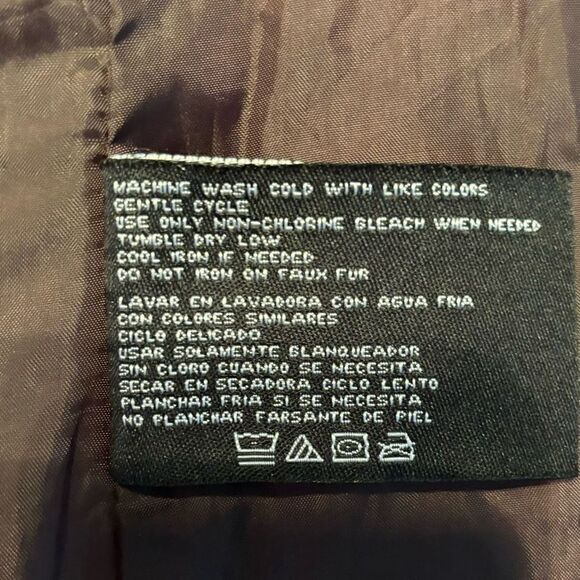 MACHINE WASH COLD WITH LIKE COLORS
GENTLE CYCLE
USE ONLY NON-CHLORINE BLEACH WHEN NEEDED
TUMBLE DRY LOW
COOL IRON IF NEEDED
DO NOT IRON ON FAUX FUR
LAVAR EN LAVADORA CON AGUA FRIA
CON COLORES SIMILARES
CICLO DELICADO
USAR SOLAMENTE BLANQUEADOR
SIN CLORO CUANDO SE NECESITA
SECAR EN SECADORA CICLO LENTO
PLANCHAR FRIA SI SE NECESITA
NO PLANCHAR FARSANTE DE PIEL